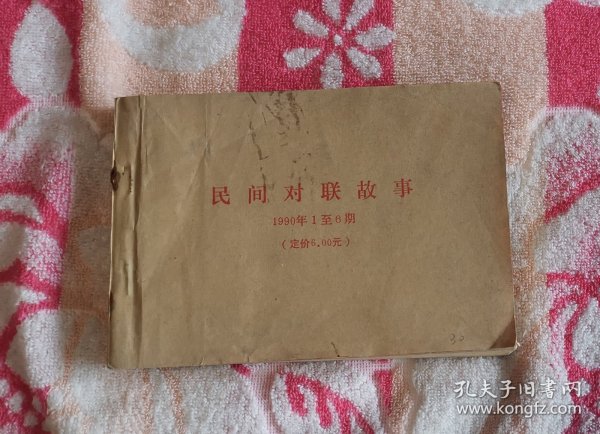 民间对联故事
1990年1至6期
（定价6.00元）
30
孔夫子旧书网
www.kongfz.com